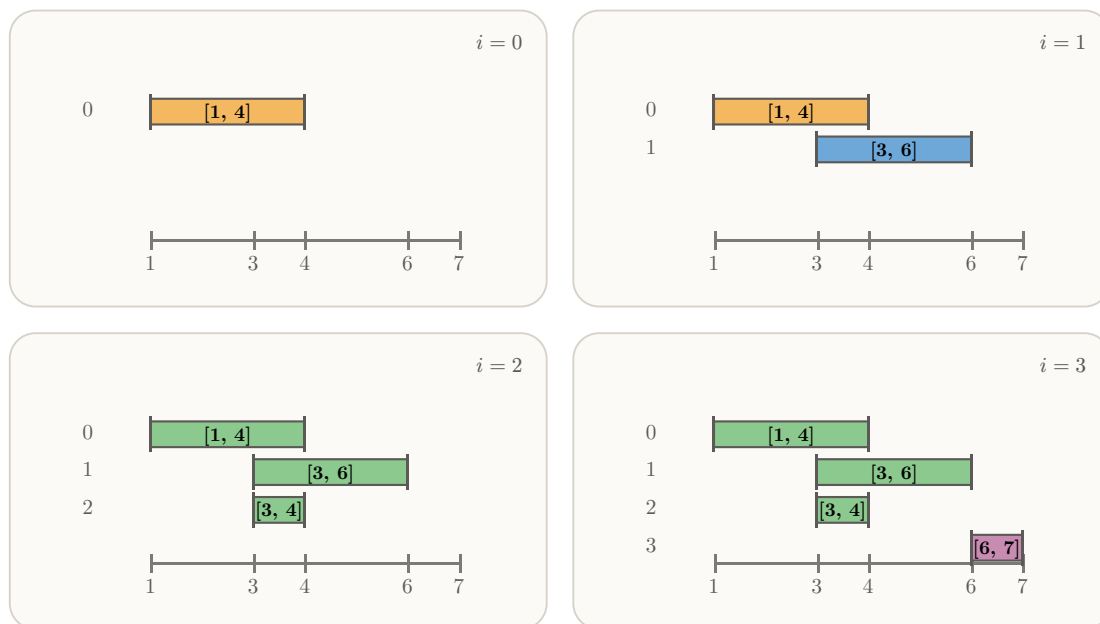 i = 0
0 [1, 4]
1 3 4 6 7
i = 1
0 [1, 4]
1 [3, 6]
1 3 4 6 7
i = 2
0 [1, 4]
1 [3, 6]
2 [3, 4]
1 3 4 6 7
i = 3
0 [1, 4]
1 [3, 6]
2 [3, 4]
3 [6, 7]
1 3 4 6 7